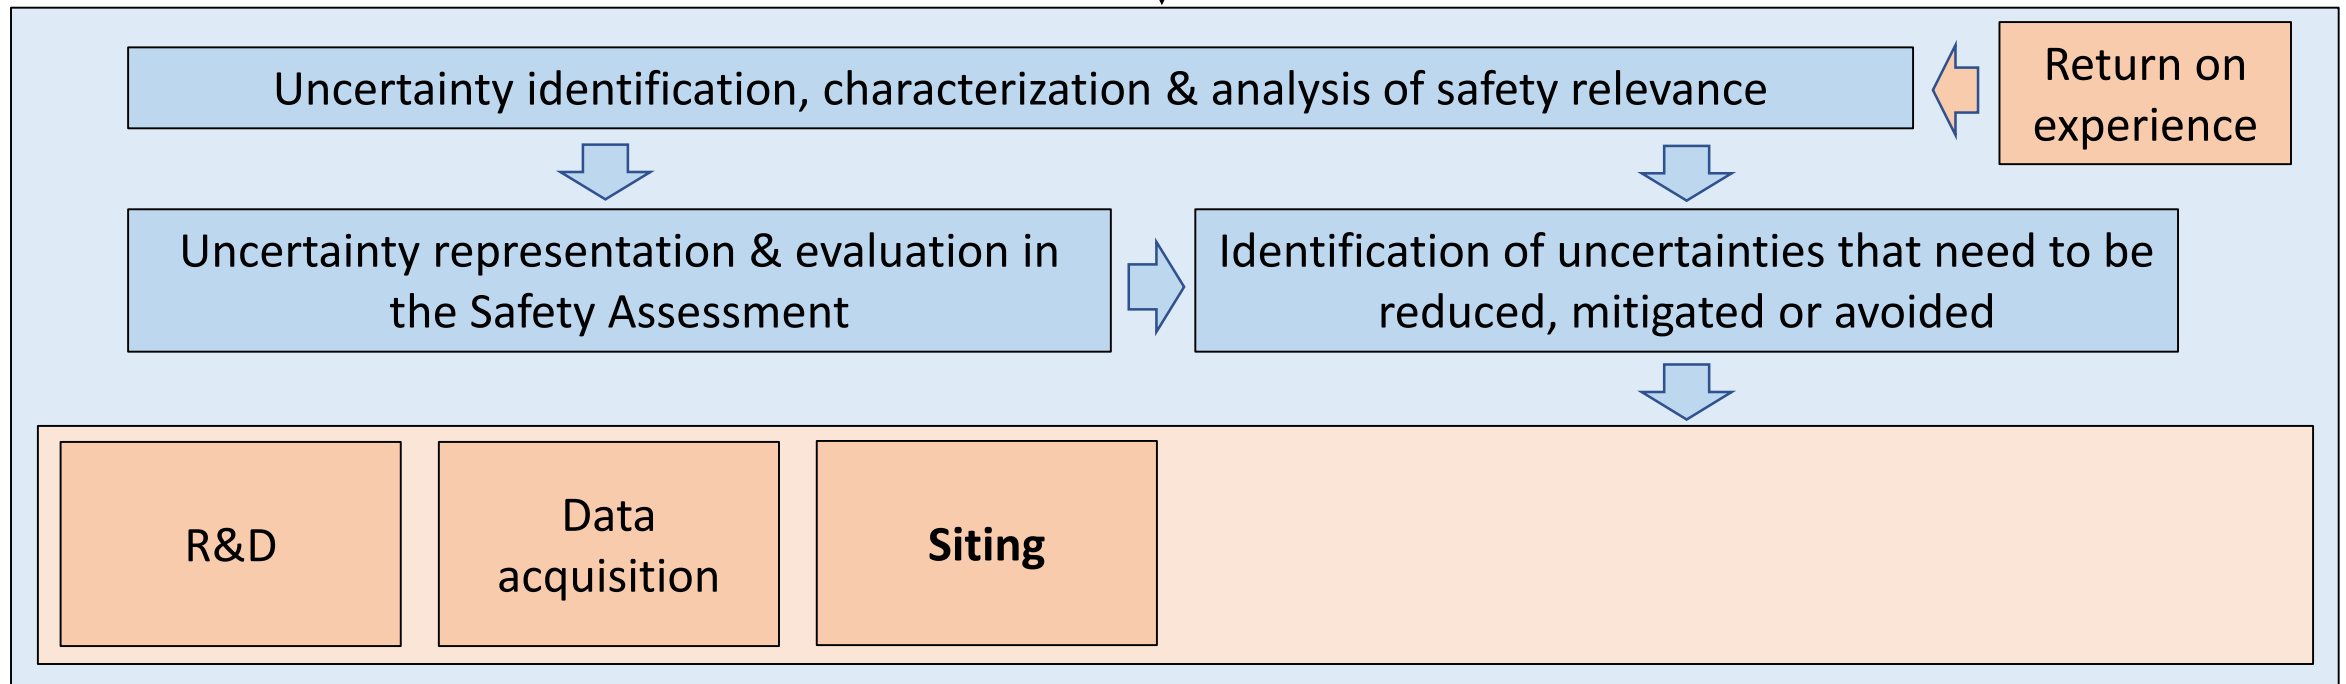 Uncertainty identification, characterization & analysis of safety relevance
Return on
experience
Uncertainty representation & evaluation in
the Safety Assessment
Identification of uncertainties that need to be
reduced, mitigated or avoided
R&D
Data
acquisition
Siting